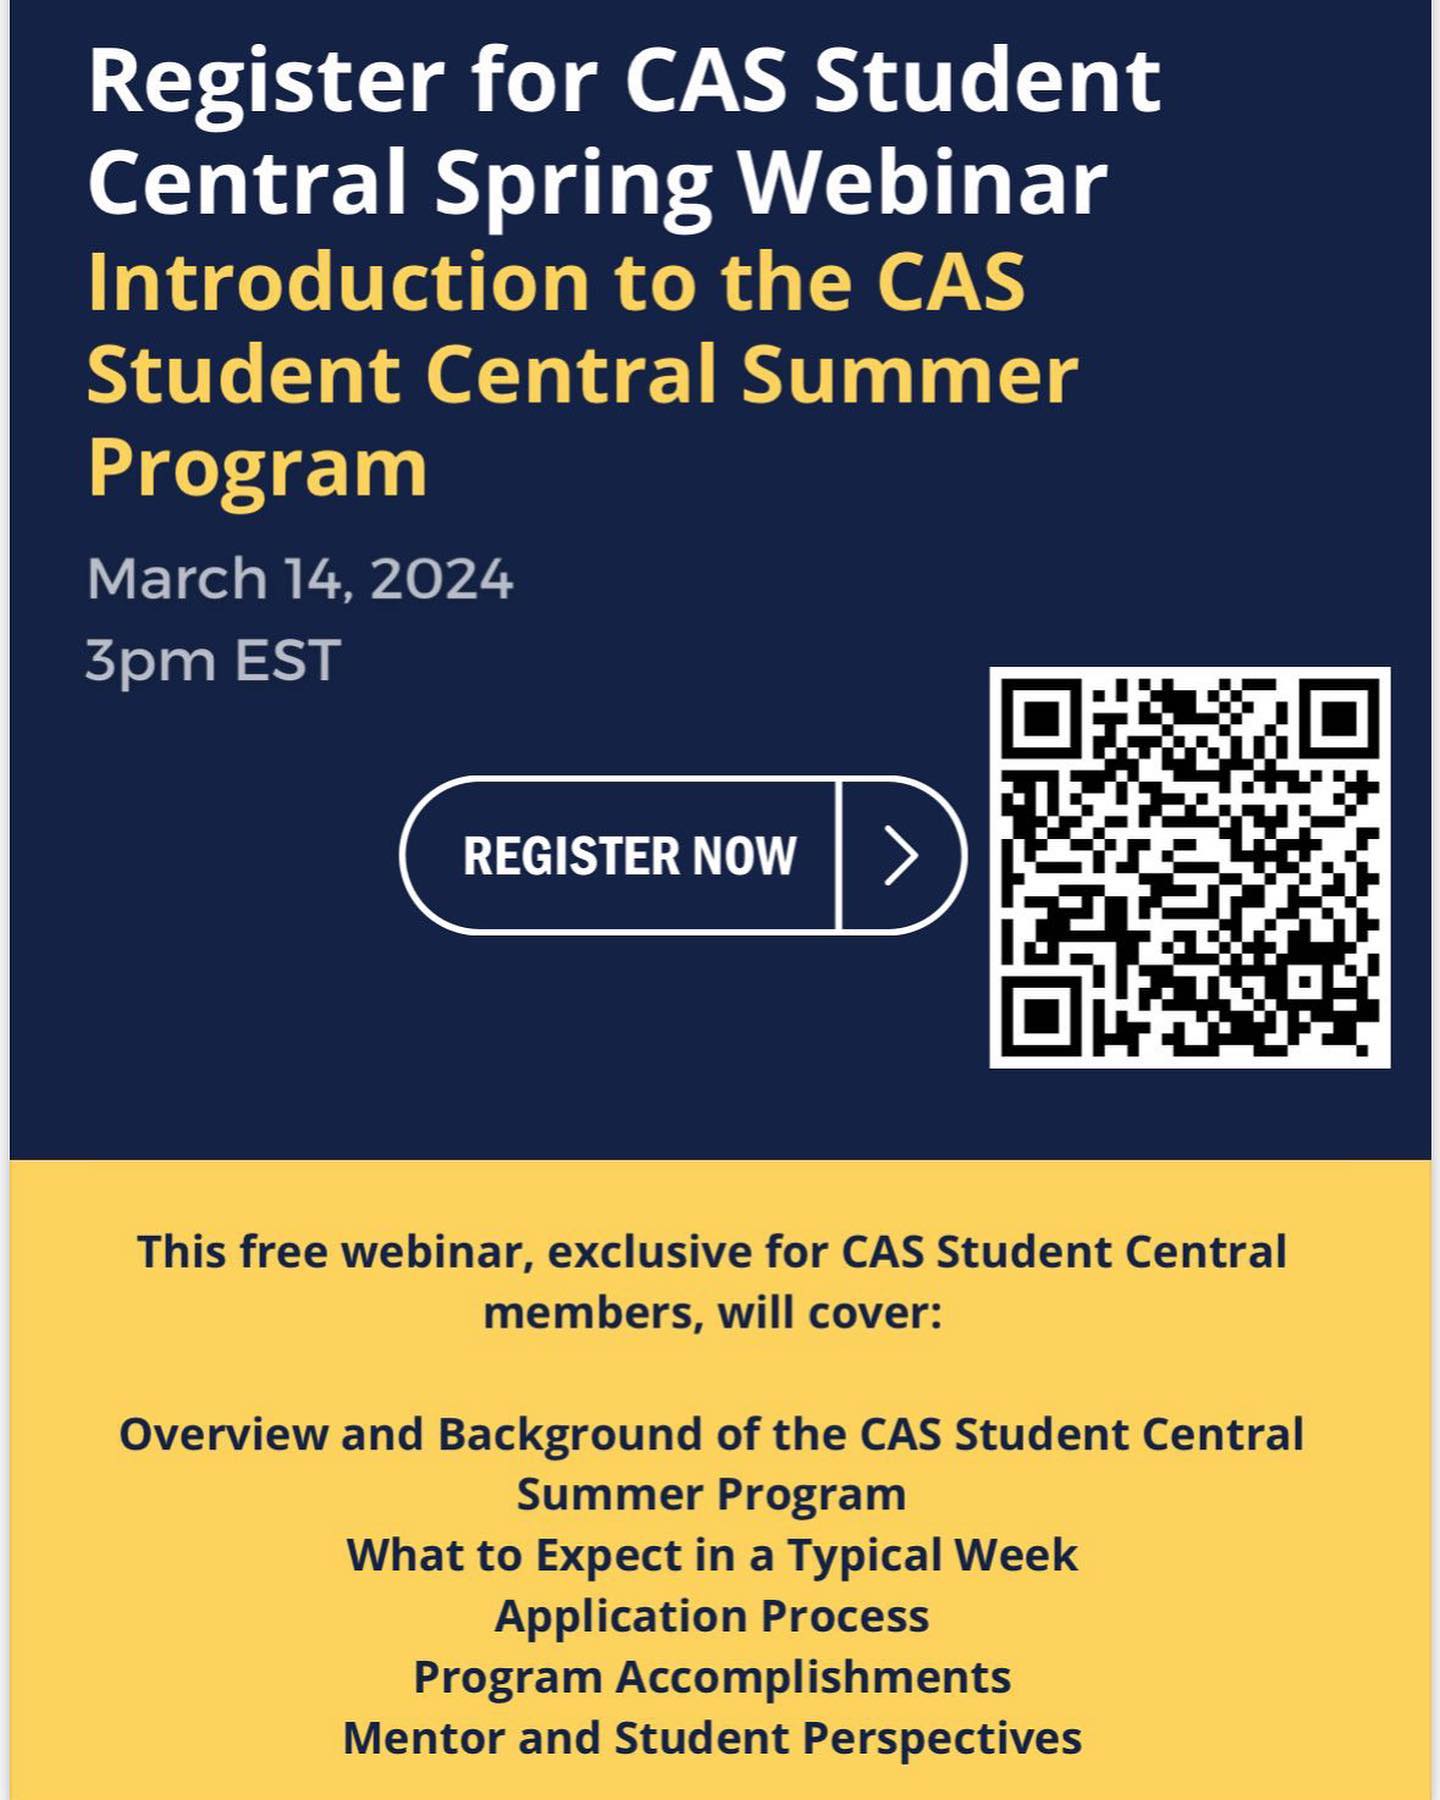 Register for CAS Student
Central Spring Webinar
Introduction to the CAS
Student Central Summer
Program
March 14, 2024
3pm EST
REGISTER NOW
This free webinar, exclusive for CAS Student Central
members, will cover:
Overview and Background of the CAS Student Central
Summer Program
What to Expect in a Typical Week
Application Process
Program Accomplishments
Mentor and Student Perspectives